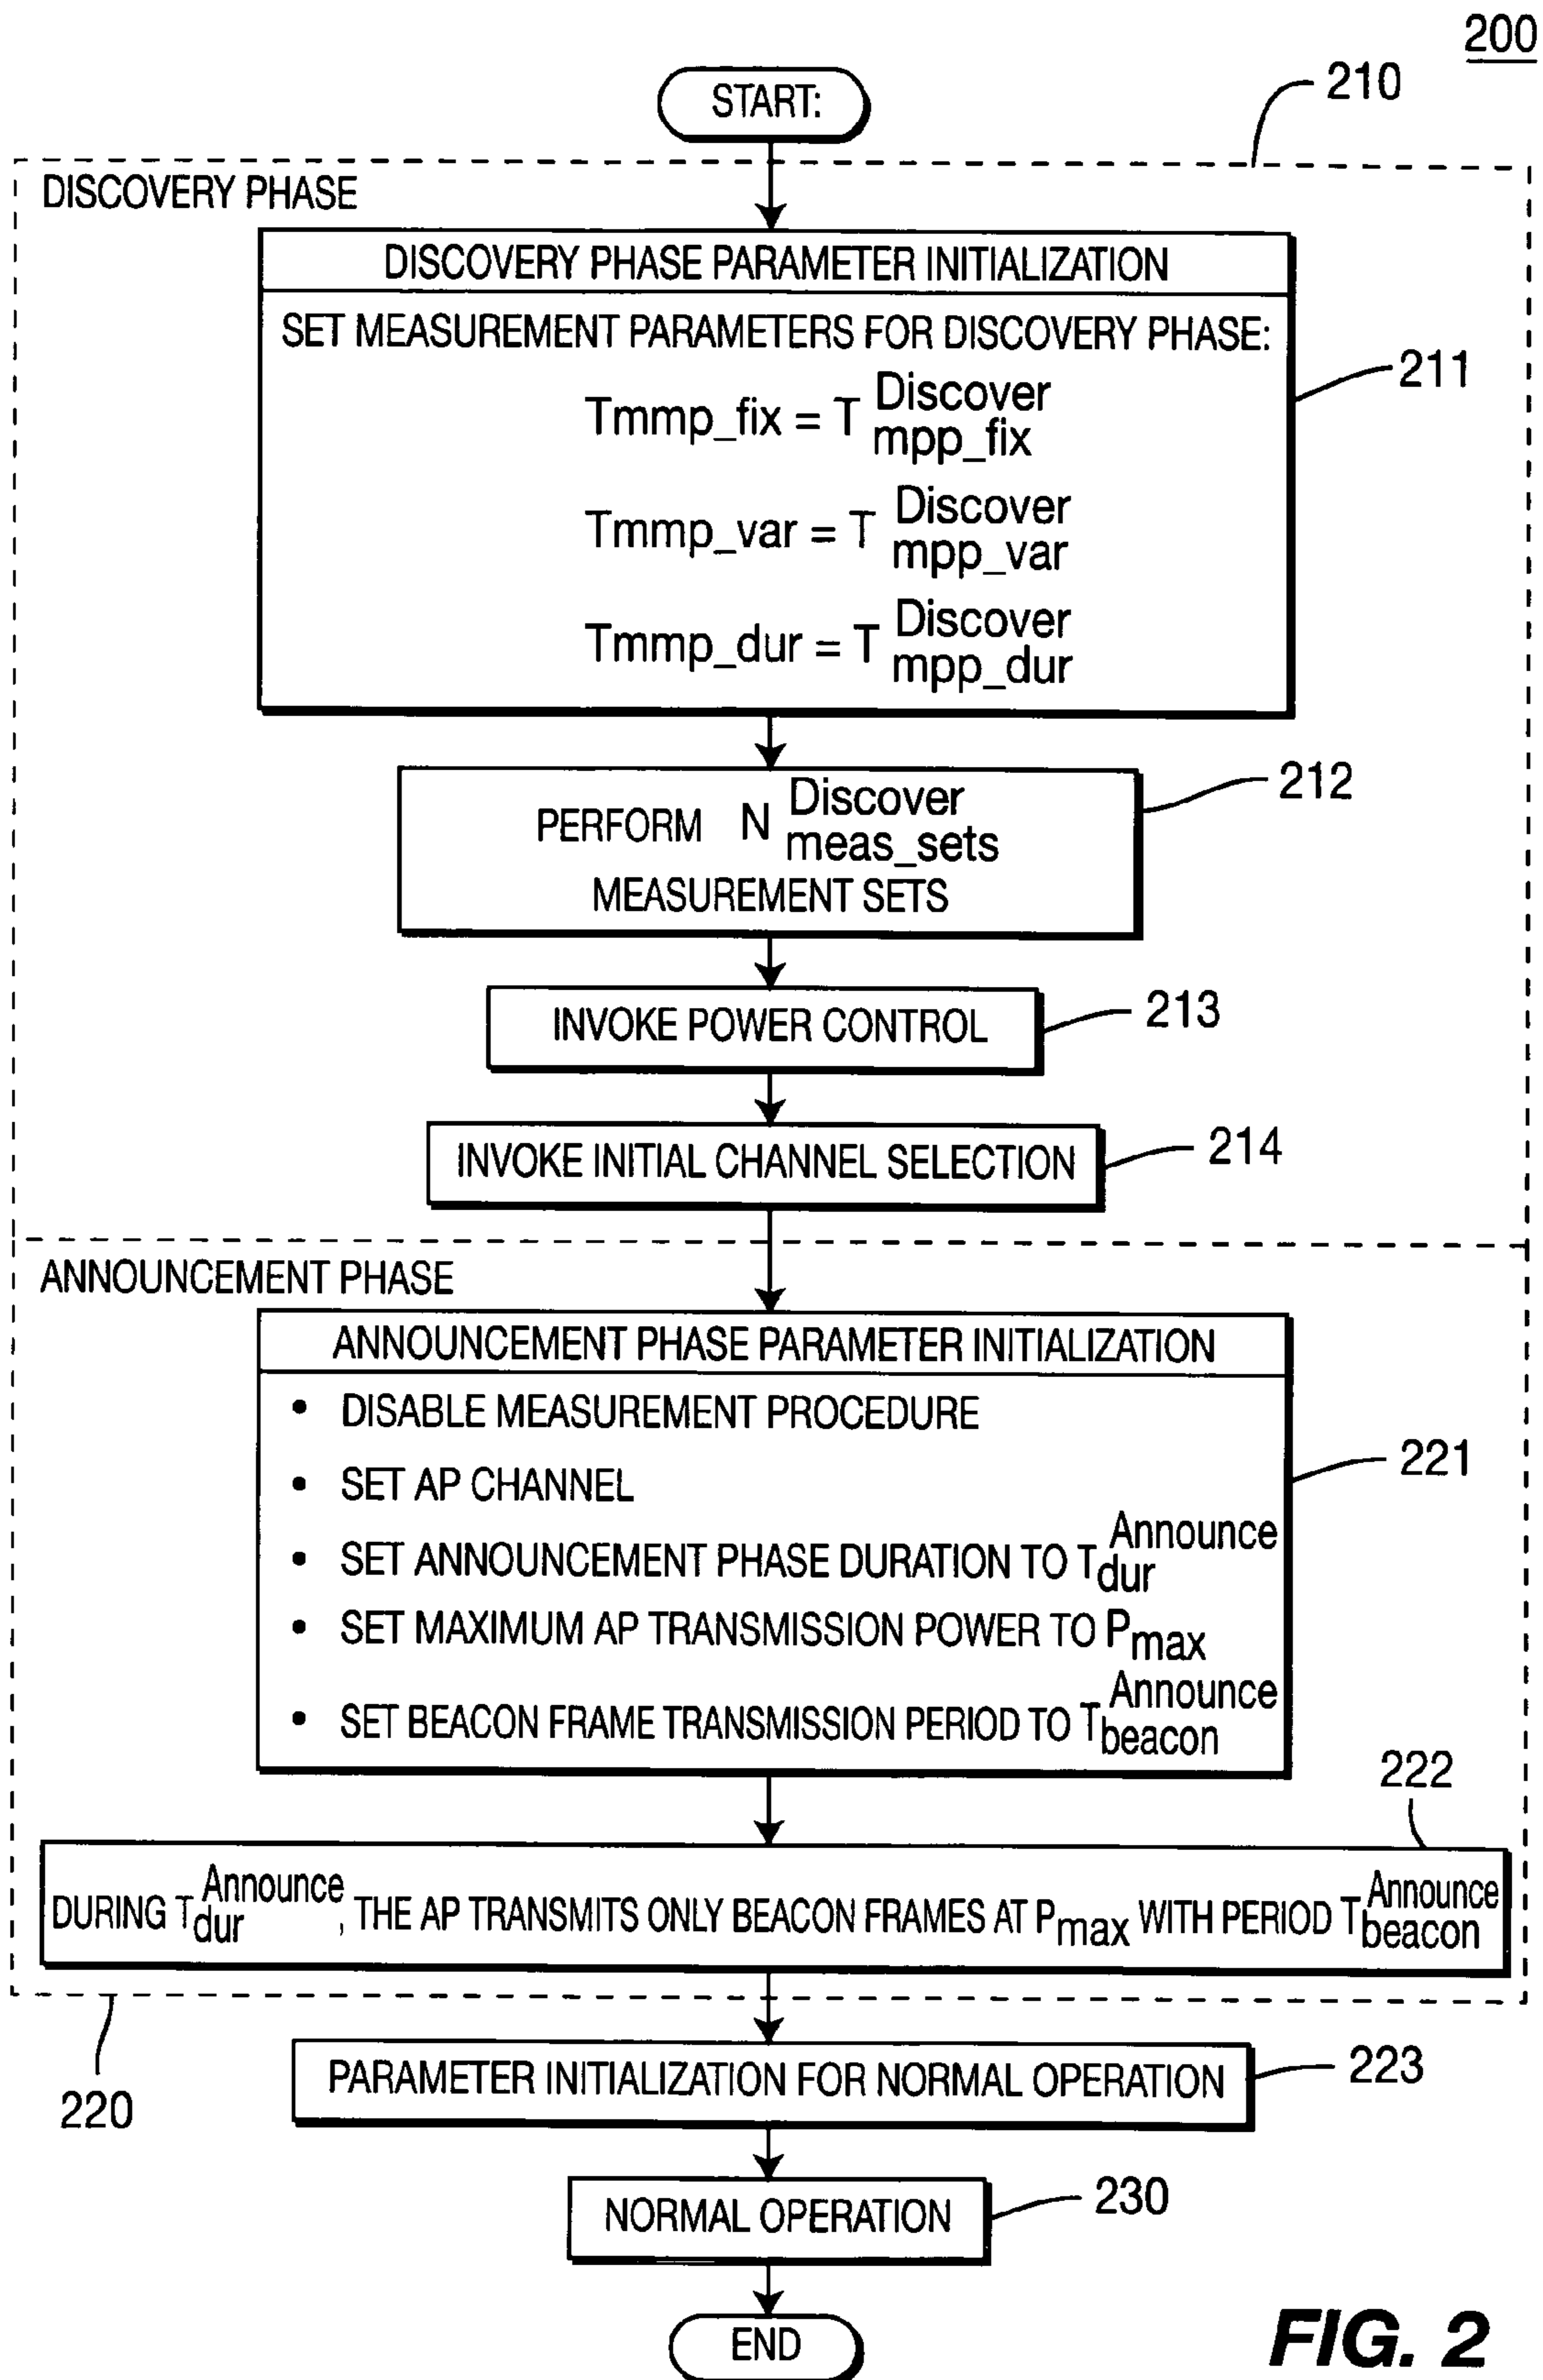 200
210
START:
DISCOVERY PHASE
DISCOVERY PHASE PARAMETER INITIALIZATION
SET MEASUREMENT PARAMETERS FOR DISCOVERY PHASE:
211
Tmmp_fix = T Discover mpp_fix
Tmmp_var = T Discover mpp_var
Tmmp_dur = T Discover mpp_dur
212
PERFORM N Discover meas_sets
MEASUREMENT SETS
INVOKE POWER CONTROL
213
INVOKE INITIAL CHANNEL SELECTION
214
ANNOUNCEMENT PHASE
ANNOUNCEMENT PHASE PARAMETER INITIALIZATION
• DISABLE MEASUREMENT PROCEDURE
221
• SET AP CHANNEL
• SET ANNOUNCEMENT PHASE DURATION TO T Announce dur
• SET MAXIMUM AP TRANSMISSION POWER TO Pmax
• SET BEACON FRAME TRANSMISSION PERIOD TO T Announce beacon
222
DURING T Announce dur, THE AP TRANSMITS ONLY BEACON FRAMES AT Pmax WITH PERIOD T Announce beacon
220
PARAMETER INITIALIZATION FOR NORMAL OPERATION
223
NORMAL OPERATION
230
END
FIG. 2